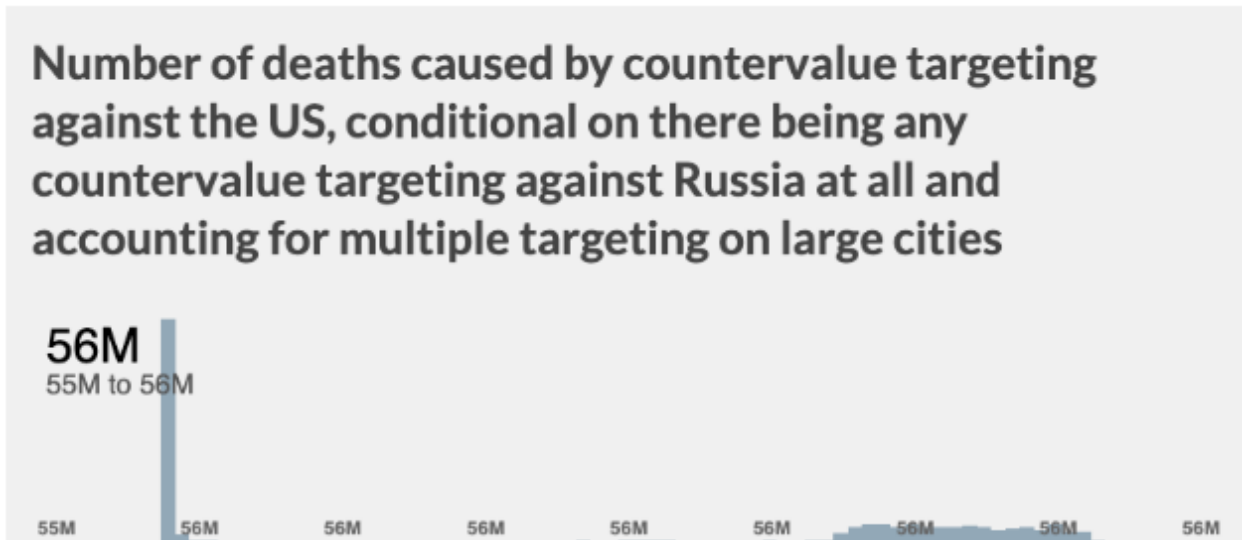 Number of deaths caused by countervalue targeting
against the US, conditional on there being any
countervalue targeting against Russia at all and
accounting for multiple targeting on large cities
56M
55M to 56M
55M 56M 56M 56M 56M 56M 56M 56M 56M